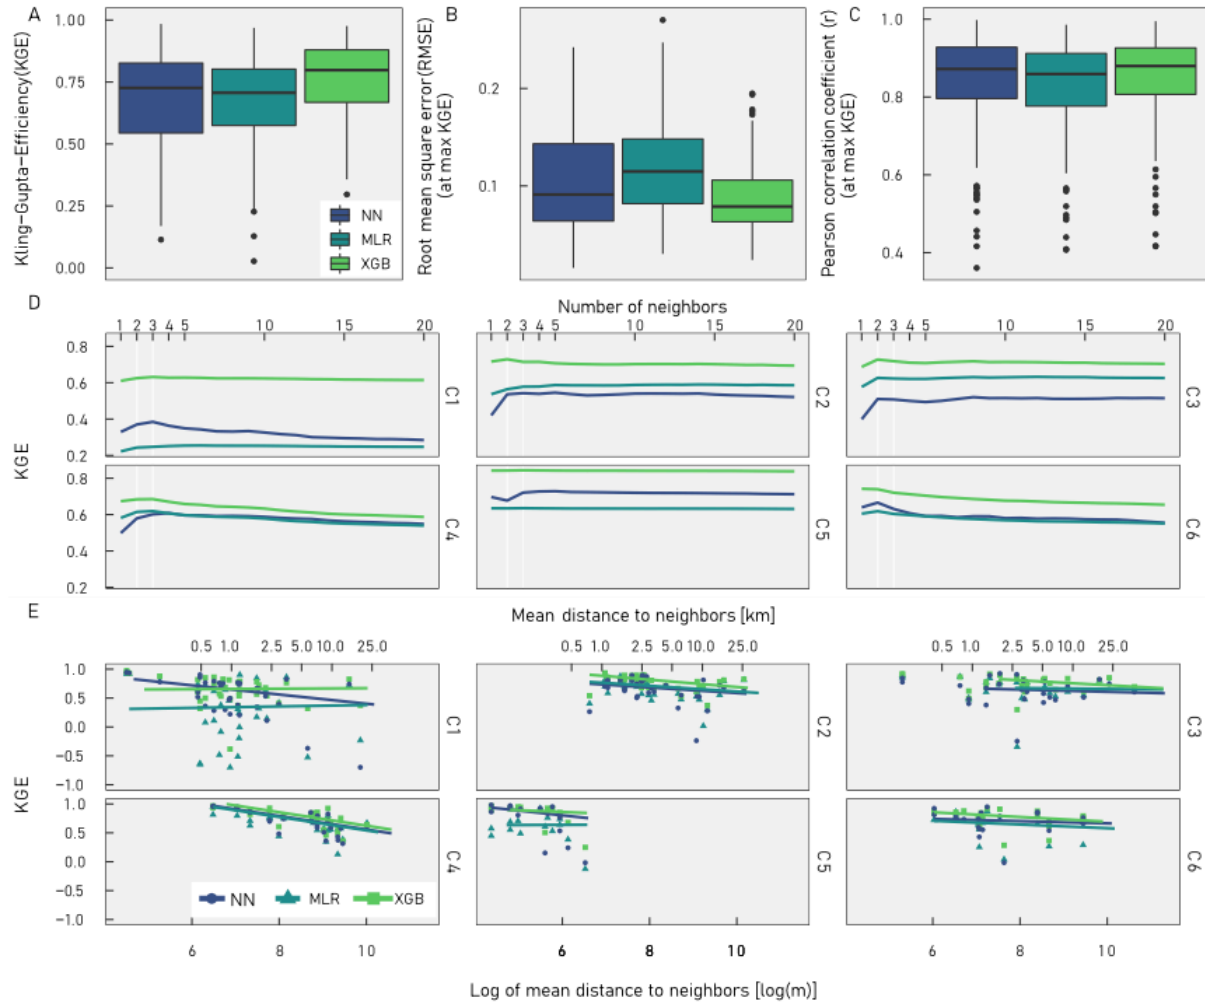 A
B
C
Kling-Gupta-Efficiency(KGE)
1.00
0.75
0.50
0.25
0.00
NN
MLR
XGB
Root mean square error(RMSE)
(at max KGE)
0.2
0.1
Pearson correlation coefficient (r)
(at max KGE)
1.0
0.8
0.6
0.4
D
Number of neighbors
1 2 3 4 5 10 15 20
1 2 3 4 5 10 15 20
1 2 3 4 5 10 15 20
KGE
0.8
0.6
0.4
0.2
C1
C2
C3
0.6
0.4
0.2
C4
C5
C6
E
Mean distance to neighbors [km]
0.5 1.0 2.5 5.0 10.0 25.0
0.5 1.0 2.5 5.0 10.0 25.0
0.5 1.0 2.5 5.0 10.0 25.0
KGE
1.0
0.5
0.0
-0.5
-1.0
C1
C2
C3
1.0
0.5
0.0
-0.5
-1.0
C4
C5
C6
NN MLR XGB
6 8 10
6 8 10
6 8 10
Log of mean distance to neighbors [log(m)]